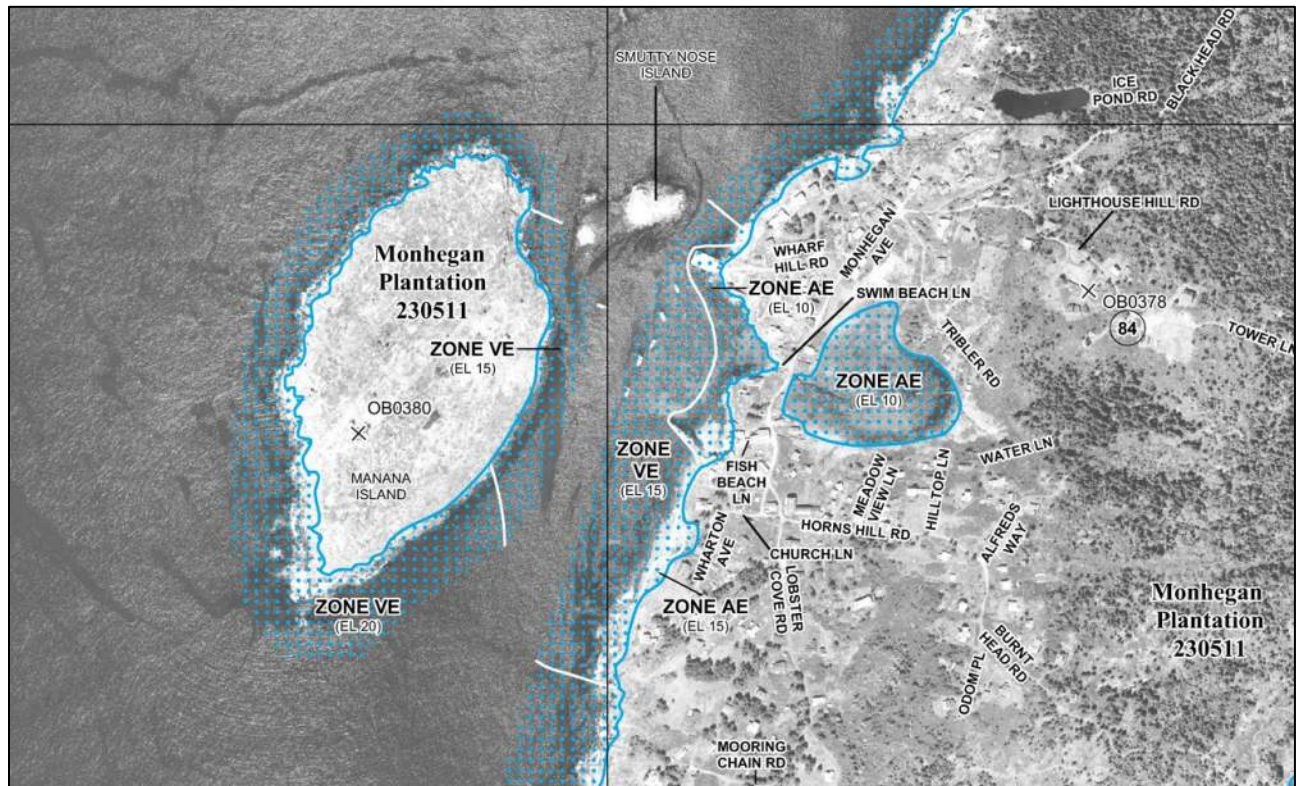 SMUTTY NOSE
ISLAND
ICE
POND RD
BLACK HEAD RD
LIGHTHOUSE HILL RD
Monhegan
Plantation
230511
WHARF
HILL RD
MONHEGAN
AVE
ZONE AE
(EL 10)
SWIM BEACH LN
OB0378
84
TOWER LN
TRIBLER RD
ZONE VE
(EL 15)
ZONE AE
(EL 10)
OB0380
MANANA
ISLAND
ZONE
VE
(EL 15)
FISH
BEACH
LN
MEADOW
VIEW LN
HILLTOP LN
WATER LN
WHARTON
AVE
HORNS HILL RD
CHURCH LN
LOBSTER
COVE RD
ALFREDS
WAY
ZONE VE
(EL 20)
ZONE AE
(EL 15)
Monhegan
Plantation
230511
BURNT
HEAD RD
ODOM PL
MOORING
CHAIN RD